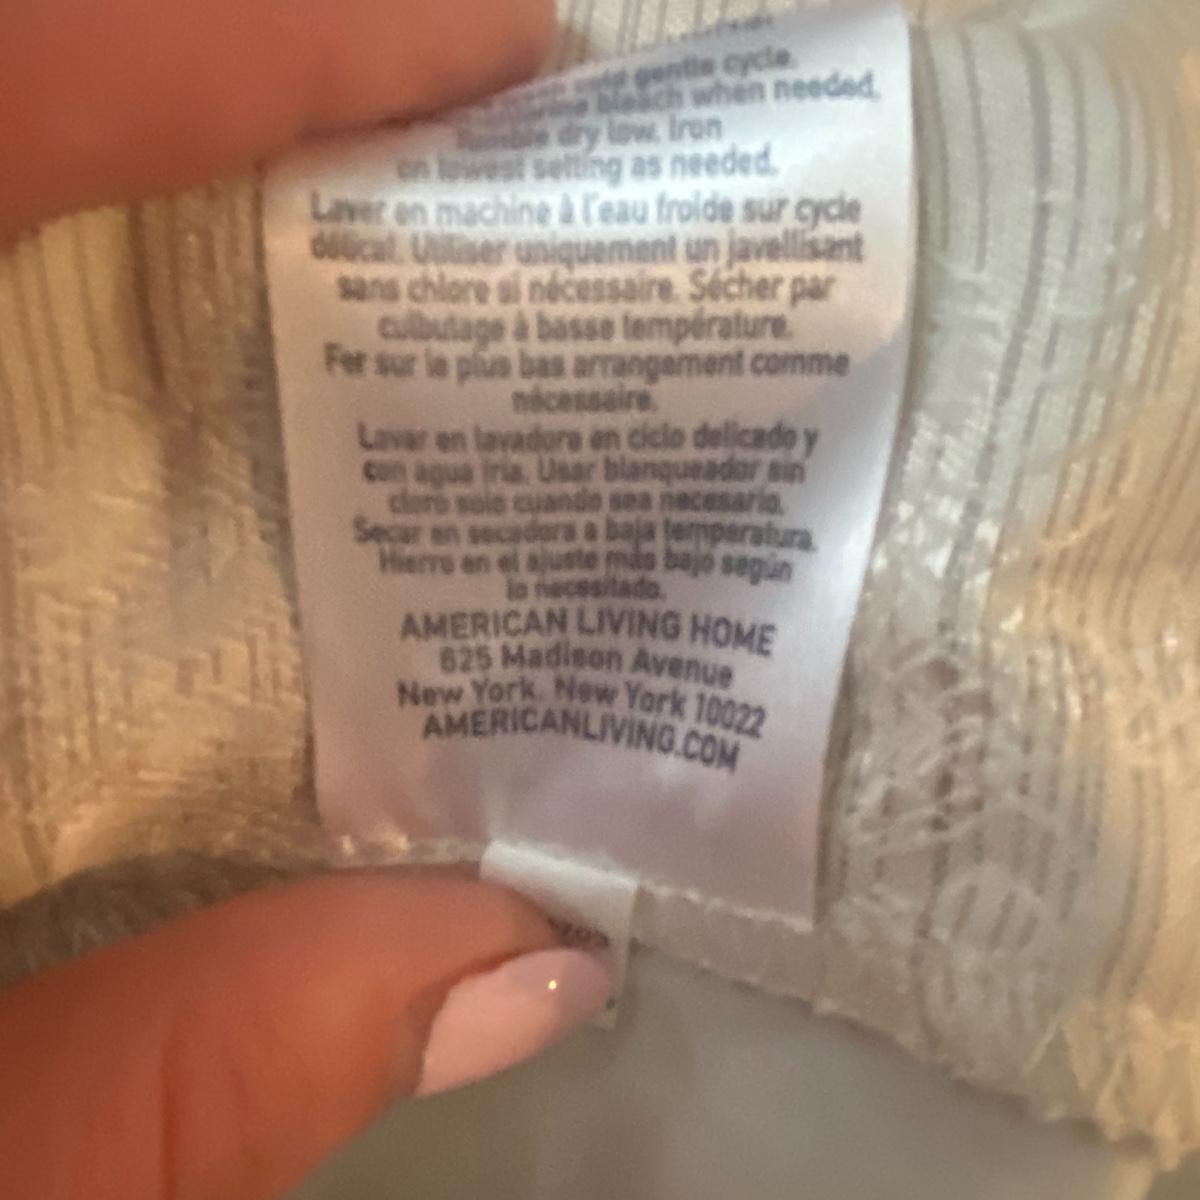 cold gentle cycle.
bleach when needed.
Tumble dry low. Iron
on lowest setting as needed.
Laver en machine à l'eau froide sur cycle
délicat. Utiliser uniquement un javellisant
sans chlore si nécessaire. Sécher par
culbutage à basse température.
Fer sur le plus bas arrangement comme
nécessaire.
Lavar en lavadora en ciclo delicado y
con agua fría. Usar blanqueador sin
cloro solo cuando sea necesario.
Secar en secadora a baja temperatura.
Hierro en el ajuste más bajo según
lo necesitado.
AMERICAN LIVING HOME
625 Madison Avenue
New York, New York 10022
AMERICANLIVING.COM